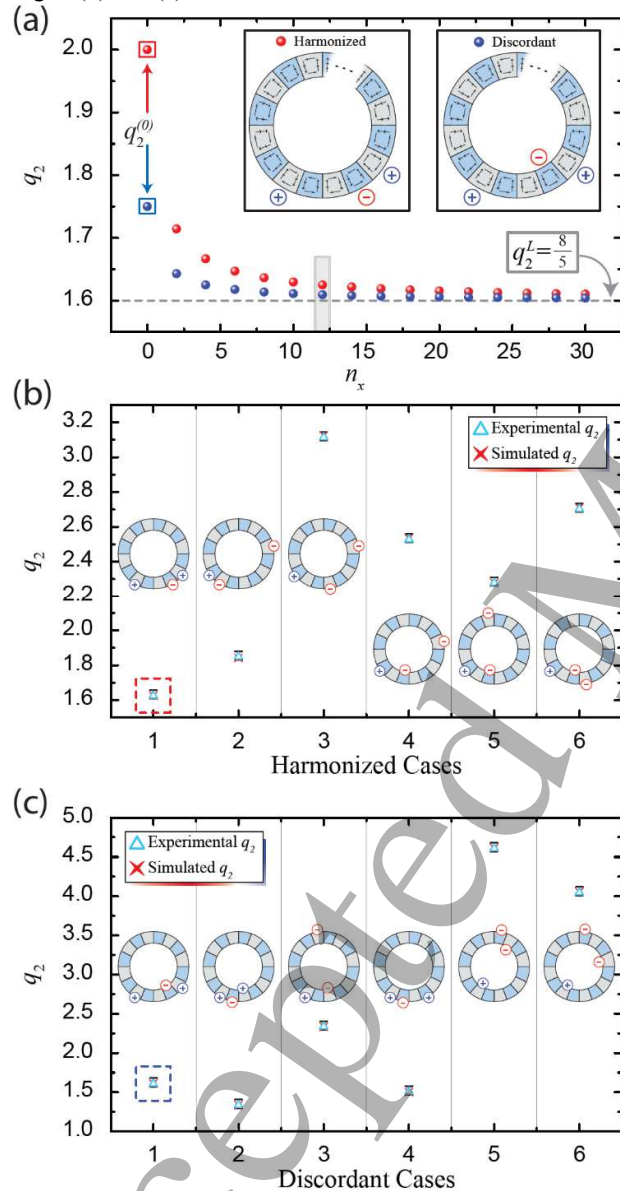 (a)
2.0
1.9
1.8
1.7
1.6
q₂
q₂⁽⁰⁾
Harmonized
Discordant
+ − +
+ − +
q₂ᴸ = 8/5
0 5 10 15 20 25 30
nₓ
(b)
3.2
3.0
2.8
2.6
2.4
2.2
2.0
1.8
1.6
q₂
Experimental q₂
Simulated q₂
1 2 3 4 5 6
Harmonized Cases
(c)
5.0
4.5
4.0
3.5
3.0
2.5
2.0
1.5
1.0
q₂
Experimental q₂
Simulated q₂
1 2 3 4 5 6
Discordant Cases